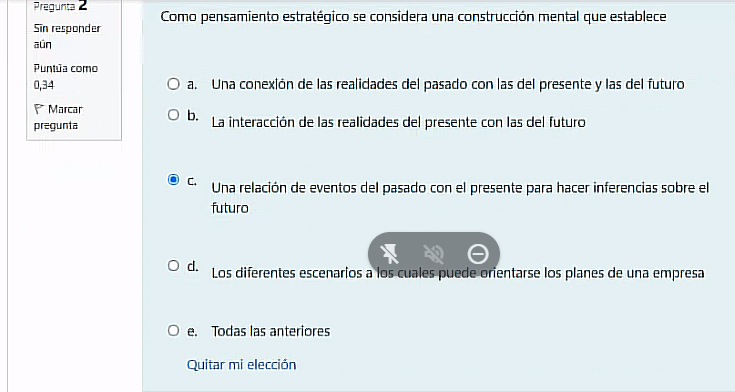 Pregunta 2
Sin responder
aún
Puntúa como
0,34
Marcar
pregunta
Como pensamiento estratégico se considera una construcción mental que establece
a. Una conexión de las realidades del pasado con las del presente y las del futuro
b. La interacción de las realidades del presente con las del futuro
c. Una relación de eventos del pasado con el presente para hacer inferencias sobre el
futuro
d. Los diferentes escenarios a los cuales puede orientarse los planes de una empresa
e. Todas las anteriores
Quitar mi elección